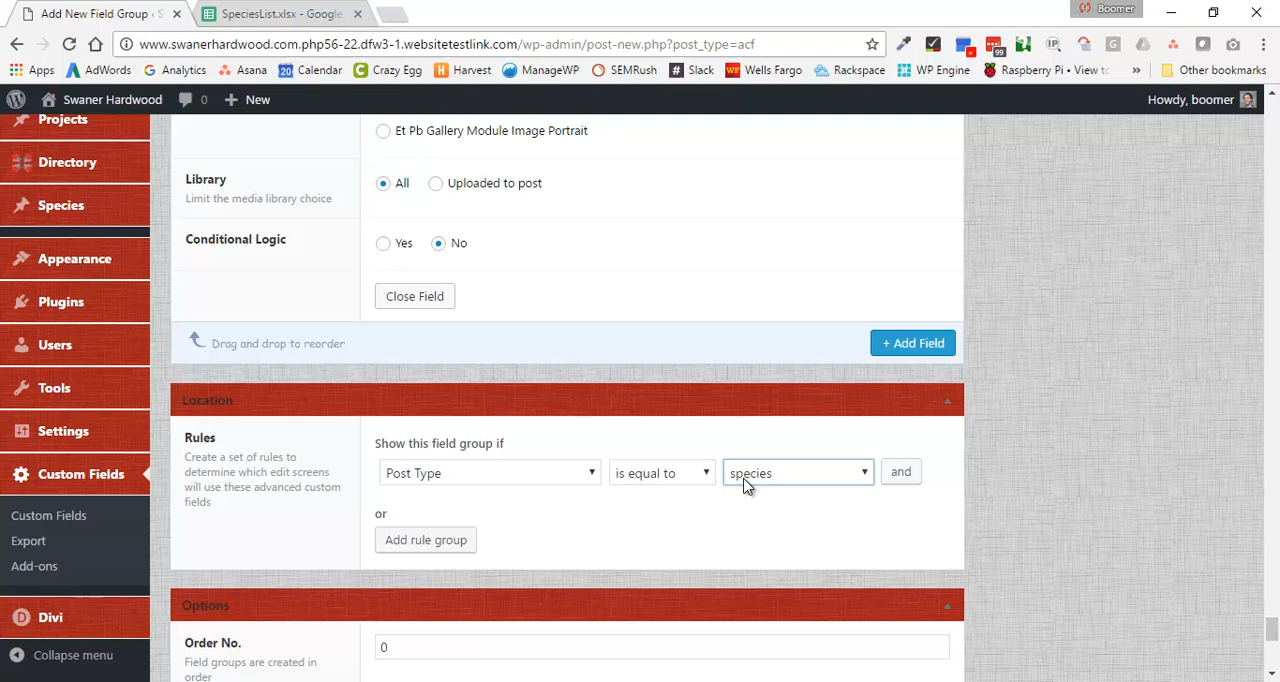 Add New Field Group ‹ S
SpeciesList.xlsx - Google
Boomer
www.swanerhardwood.com.php56-22.dfw3-1.websitetestlink.com/wp-admin/post-new.php?post_type=acf
99 IP G
Apps AdWords Analytics Asana 20 Calendar Crazy Egg H Harvest ManageWP SEMRush # Slack WF Wells Fargo Rackspace WP Engine Raspberry Pi • View to » Other bookmarks
Swaner Hardwood 0 + New Howdy, boomer
Projects
Directory
Species
Appearance
Plugins
Users
Tools
Settings
Custom Fields
Custom Fields
Export
Add-ons
D Divi
Collapse menu
Et Pb Gallery Module Image Portrait
Library
Limit the media library choice
All Uploaded to post
Conditional Logic
Yes No
Close Field
Drag and drop to reorder
+ Add Field
Location
Rules
Create a set of rules to
determine which edit screens
will use these advanced custom
fields
Show this field group if
Post Type is equal to species and
or
Add rule group
Options
Order No.
Field groups are created in
order
0